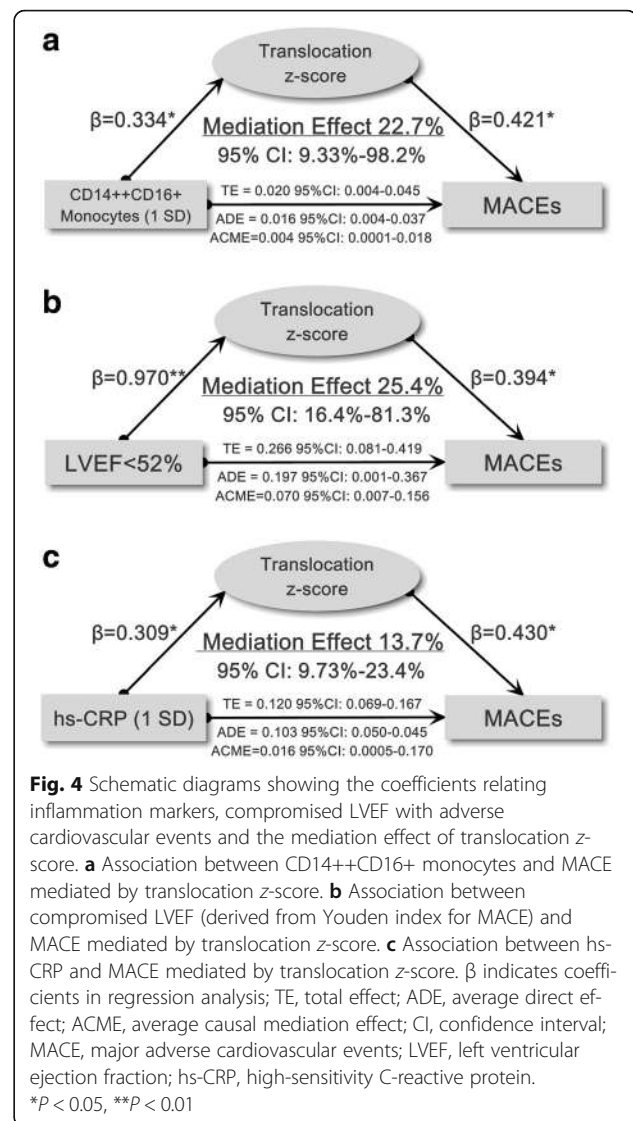 a
Translocation
z-score
β=0.334*
β=0.421*
Mediation Effect 22.7%
95% CI: 9.33%-98.2%
CD14++CD16+
Monocytes (1 SD)
TE = 0.020 95%CI: 0.004-0.045
ADE = 0.016 95%CI: 0.004-0.037
ACME=0.004 95%CI: 0.0001-0.018
MACEs
b
Translocation
z-score
β=0.970**
β=0.394*
Mediation Effect 25.4%
95% CI: 16.4%-81.3%
LVEF<52%
TE = 0.266 95%CI: 0.081-0.419
ADE = 0.197 95%CI: 0.001-0.367
ACME=0.070 95%CI: 0.007-0.156
MACEs
c
Translocation
z-score
β=0.309*
β=0.430*
Mediation Effect 13.7%
95% CI: 9.73%-23.4%
hs-CRP (1 SD)
TE = 0.120 95%CI: 0.069-0.167
ADE = 0.103 95%CI: 0.050-0.045
ACME=0.016 95%CI: 0.0005-0.170
MACEs
Fig. 4 Schematic diagrams showing the coefficients relating
inflammation markers, compromised LVEF with adverse
cardiovascular events and the mediation effect of translocation z-
score. a Association between CD14++CD16+ monocytes and MACE
mediated by translocation z-score. b Association between
compromised LVEF (derived from Youden index for MACE) and
MACE mediated by translocation z-score. c Association between hs-
CRP and MACE mediated by translocation z-score. β indicates coeffi-
cients in regression analysis; TE, total effect; ADE, average direct ef-
fect; ACME, average causal mediation effect; CI, confidence interval;
MACE, major adverse cardiovascular events; LVEF, left ventricular
ejection fraction; hs-CRP, high-sensitivity C-reactive protein.
*P < 0.05, **P < 0.01